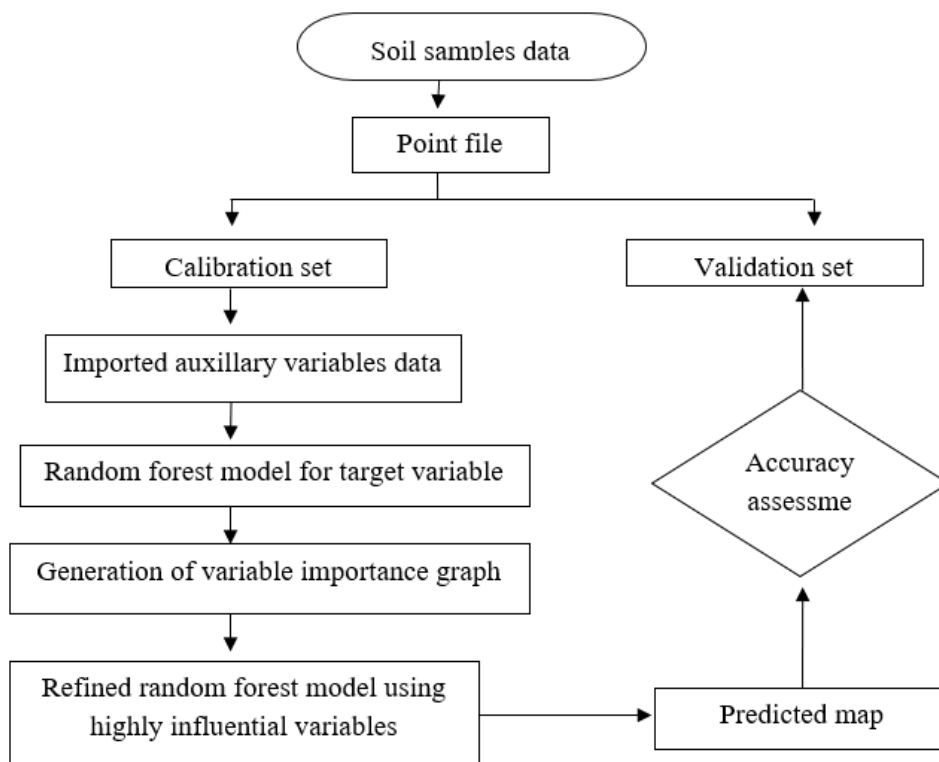 Soil samples data
Point file
Calibration set
Validation set
Imported auxillary variables data
Random forest model for target variable
Accuracy
assessme
Generation of variable importance graph
Refined random forest model using
highly influential variables
Predicted map